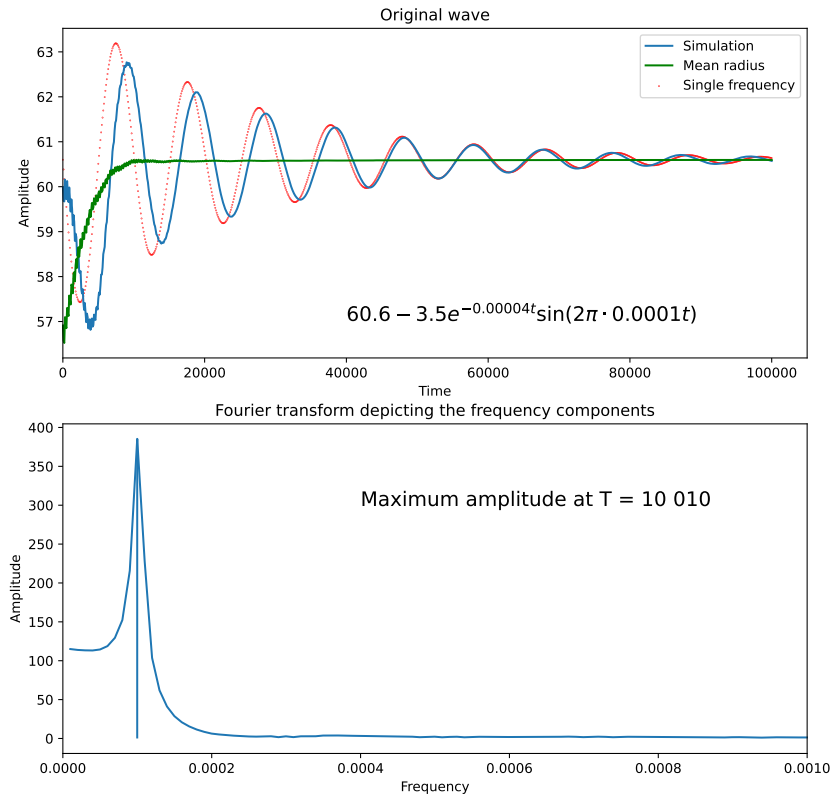 Original wave
Amplitude
63
62
61
60
59
58
57
Simulation
Mean radius
Single frequency
60.6 − 3.5e^{−0.00004t}sin(2π · 0.0001t)
0 20000 40000 60000 80000 100000
Time
Fourier transform depicting the frequency components
Amplitude
400
350
300
250
200
150
100
50
0
Maximum amplitude at T = 10 010
0.0000 0.0002 0.0004 0.0006 0.0008 0.0010
Frequency